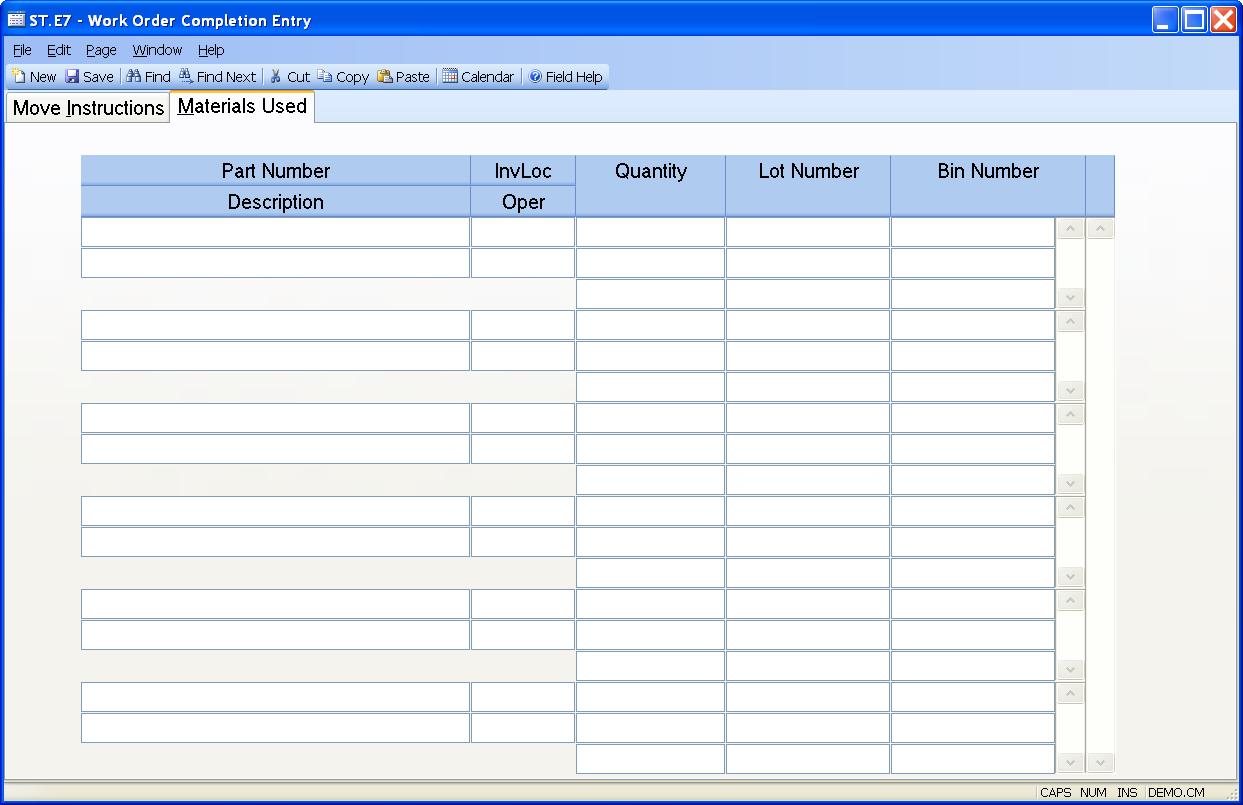 ST.E7 - Work Order Completion Entry
File Edit Page Window Help
New Save Find Find Next Cut Copy Paste Calendar Field Help
Move Instructions Materials Used
Part Number InvLoc Quantity Lot Number Bin Number
Description Oper
CAPS NUM INS DEMO.CM